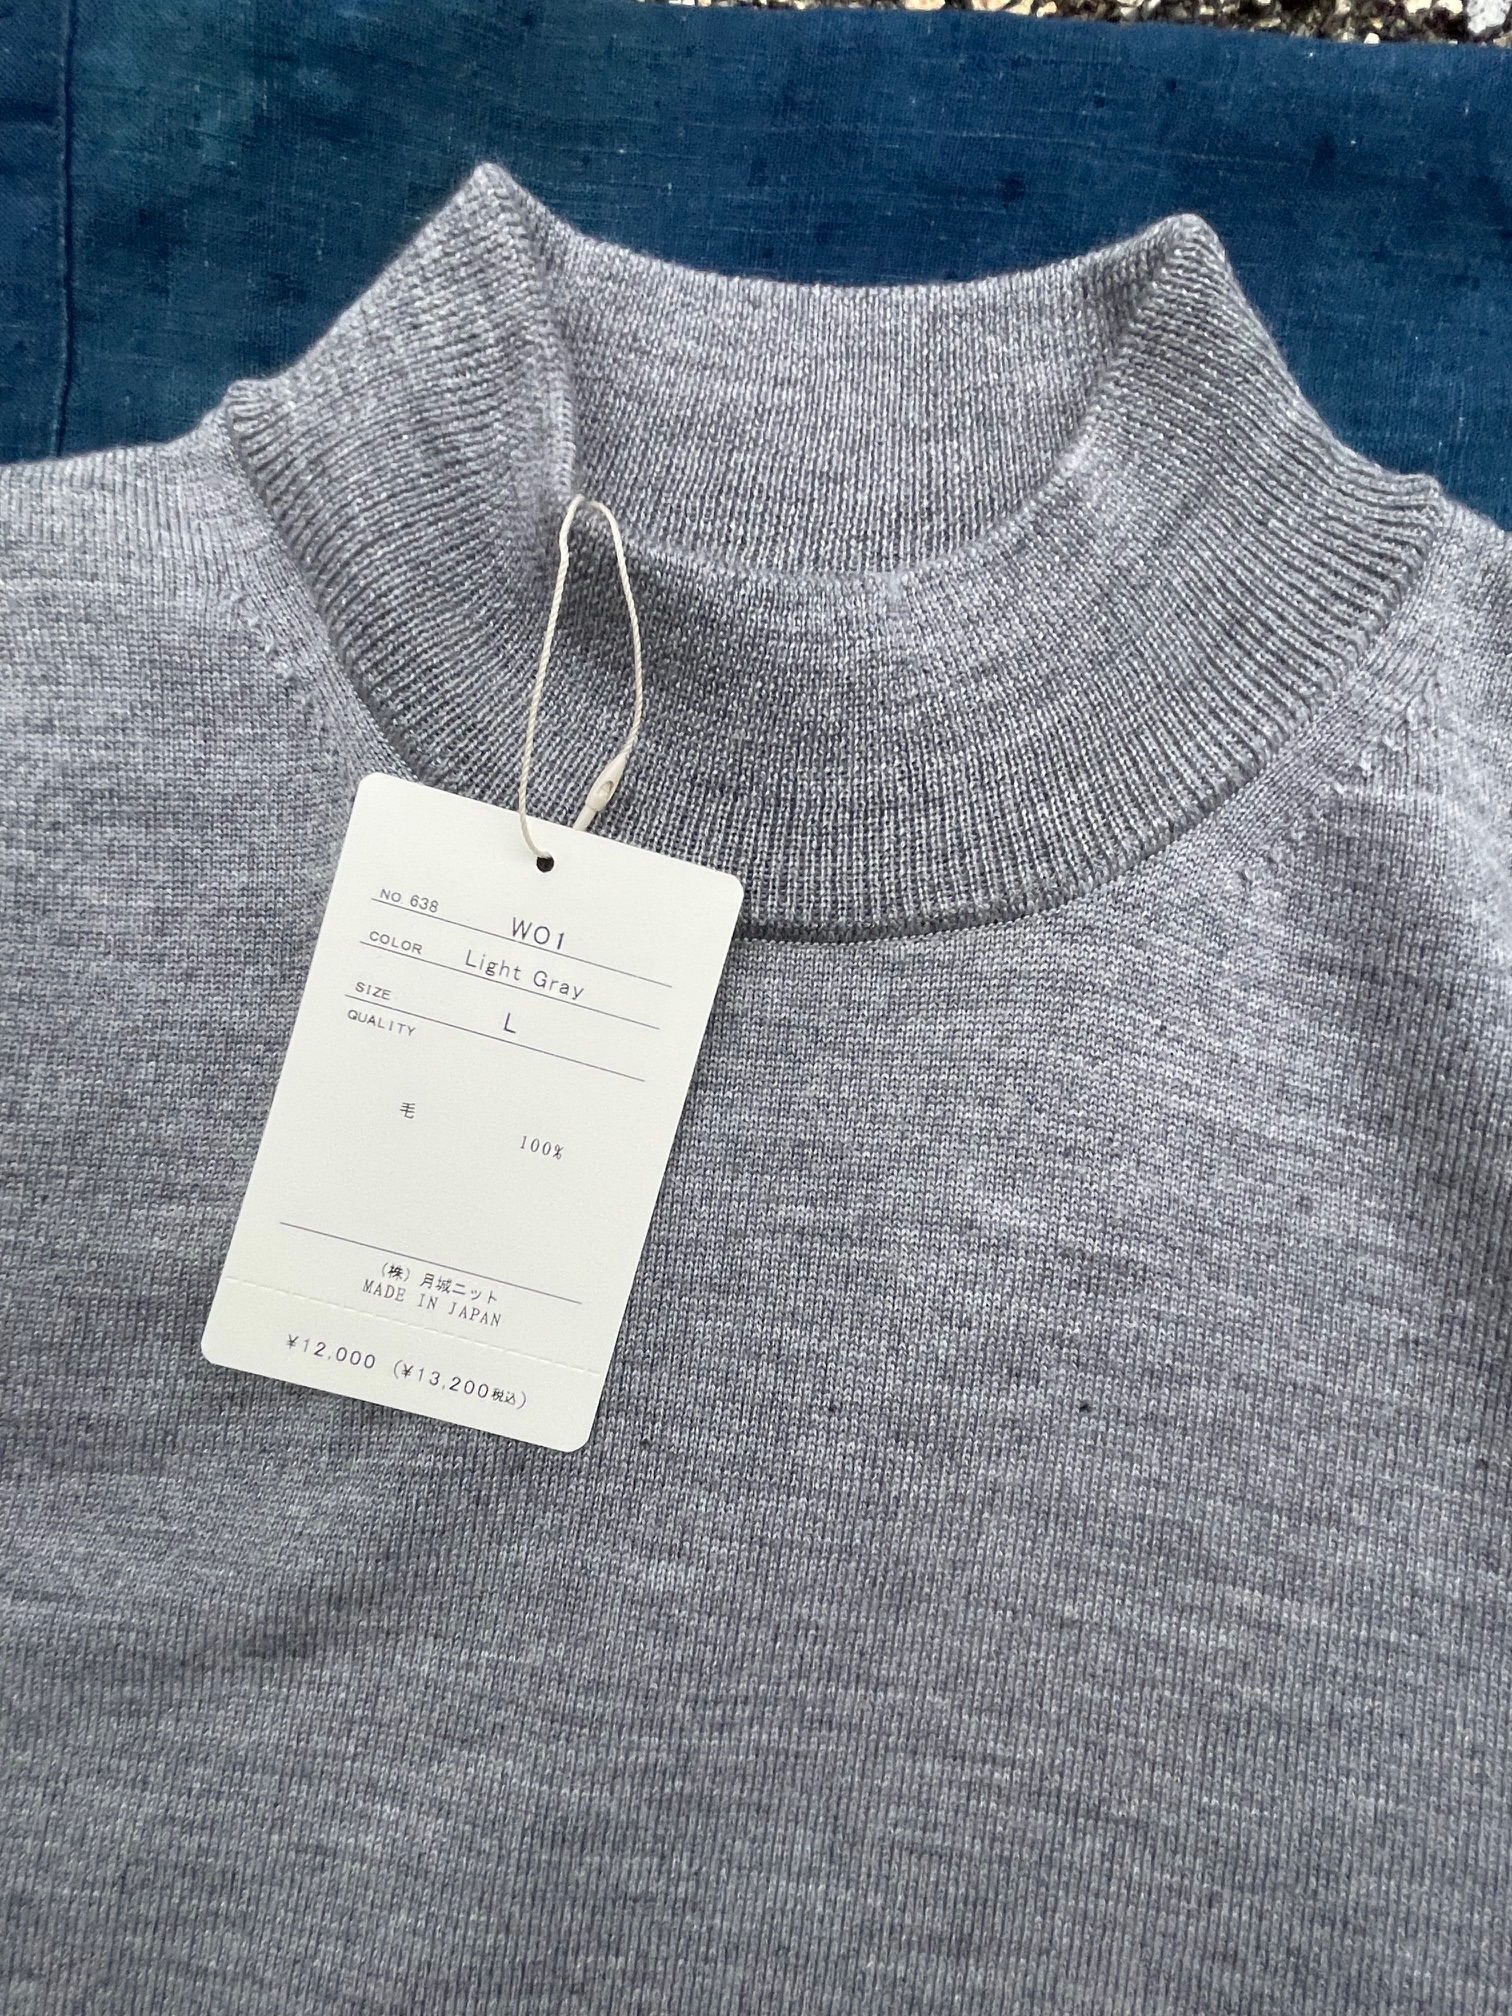 NO. 638 W01
COLOR Light Gray
SIZE L
QUALITY
毛 100%
(株) 月城ニット
MADE IN JAPAN
¥12,000 (¥13,200税込)